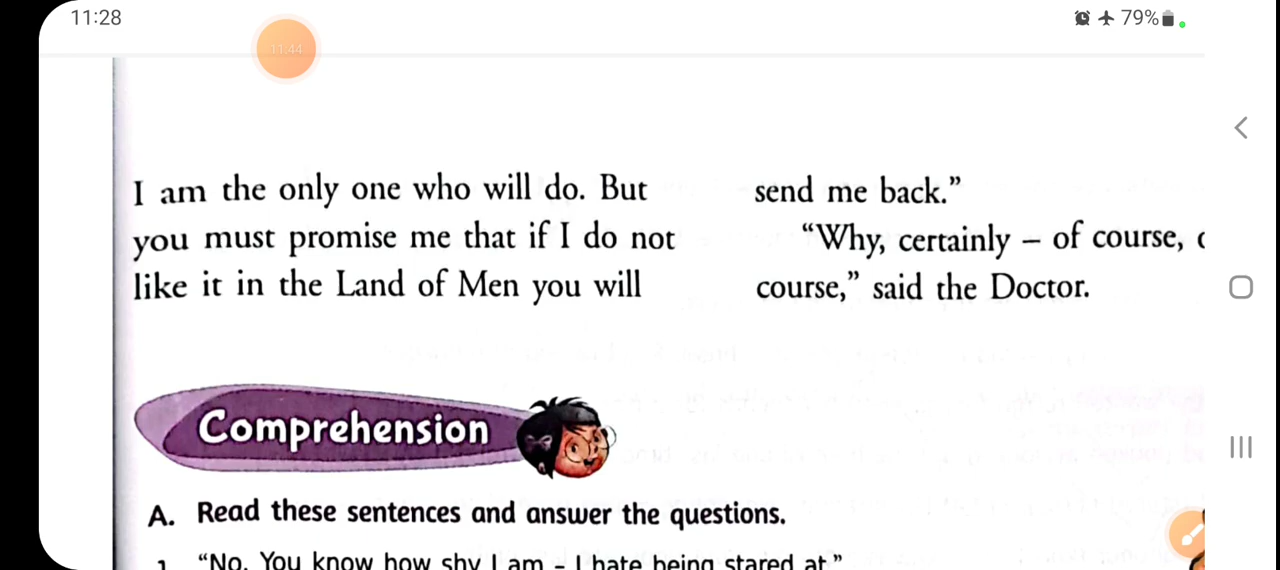 11:28
11:44
79%
I am the only one who will do. But
you must promise me that if I do not
like it in the Land of Men you will
send me back.”
“Why, certainly – of course,
course,” said the Doctor.
Comprehension
A. Read these sentences and answer the questions.
1. “No. You know how shy I am – I hate being stared at”